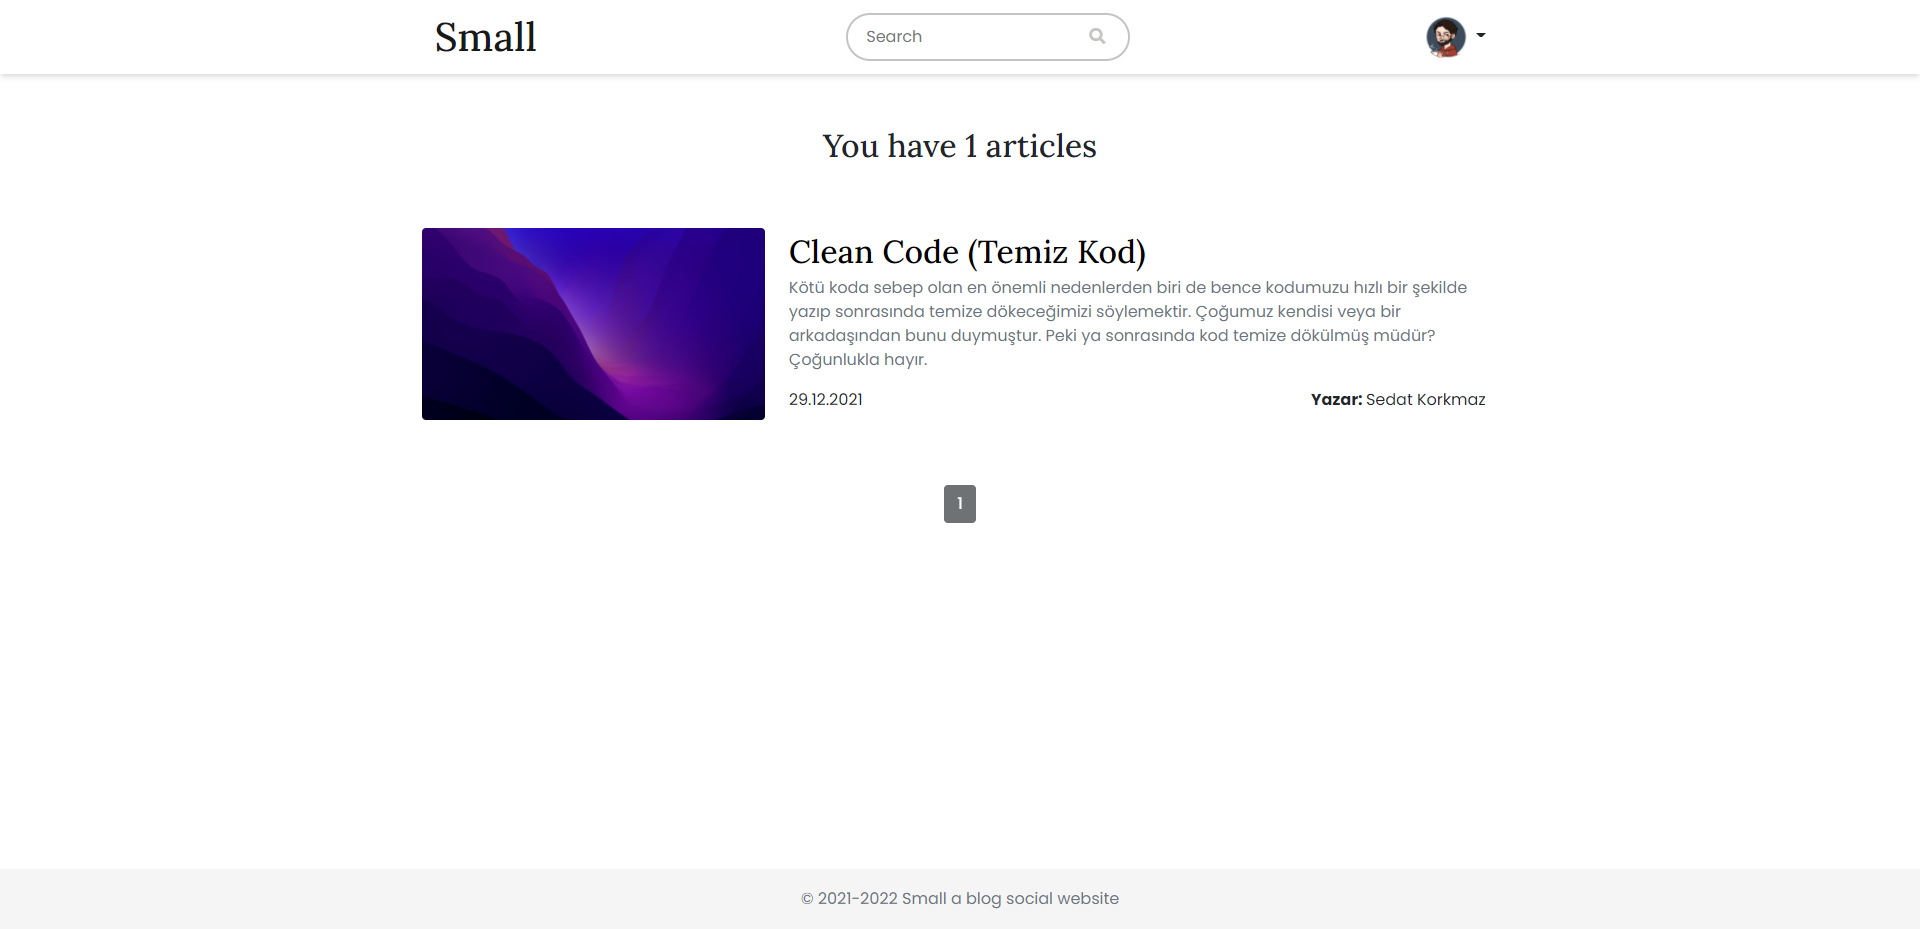 Small
Search
You have 1 articles
Clean Code (Temiz Kod)
Kötü koda sebep olan en önemli nedenlerden biri de bence kodumuzu hızlı bir şekilde
yazıp sonrasında temize dökeceğimizi söylemektir. Çoğumuz kendisi veya bir
arkadaşından bunu duymuştur. Peki ya sonrasında kod temize dökülmüş müdür?
Çoğunlukla hayır.
29.12.2021
Yazar: Sedat Korkmaz
1
© 2021-2022 Small a blog social website